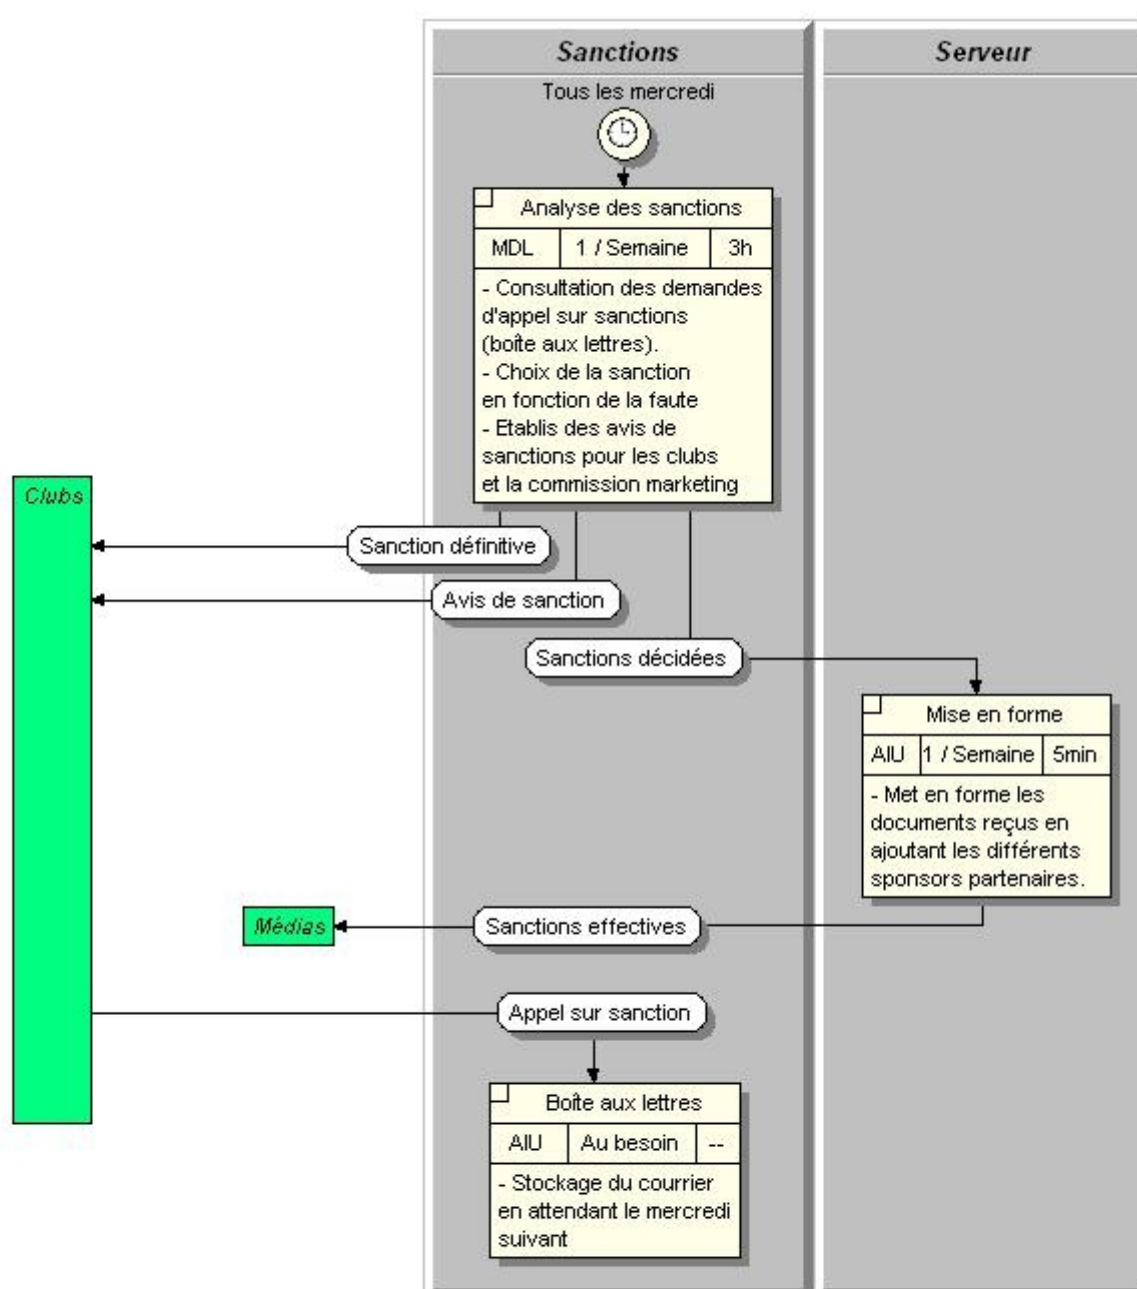 Sanctions
Serveur
Tous les mercredi
Analyse des sanctions
MDL 1 / Semaine 3h
- Consultation des demandes
d'appel sur sanctions
(boîte aux lettres).
- Choix de la sanction
en fonction de la faute
- Etablis des avis de
sanctions pour les clubs
et la commission marketing
Clubs
Sanction définitive
Avis de sanction
Sanctions décidées
Mise en forme
AIU 1 / Semaine 5min
- Met en forme les
documents reçus en
ajoutant les différents
sponsors partenaires.
Médias
Sanctions effectives
Appel sur sanction
Boîte aux lettres
AIU Au besoin --
- Stockage du courrier
en attendant le mercredi
suivant